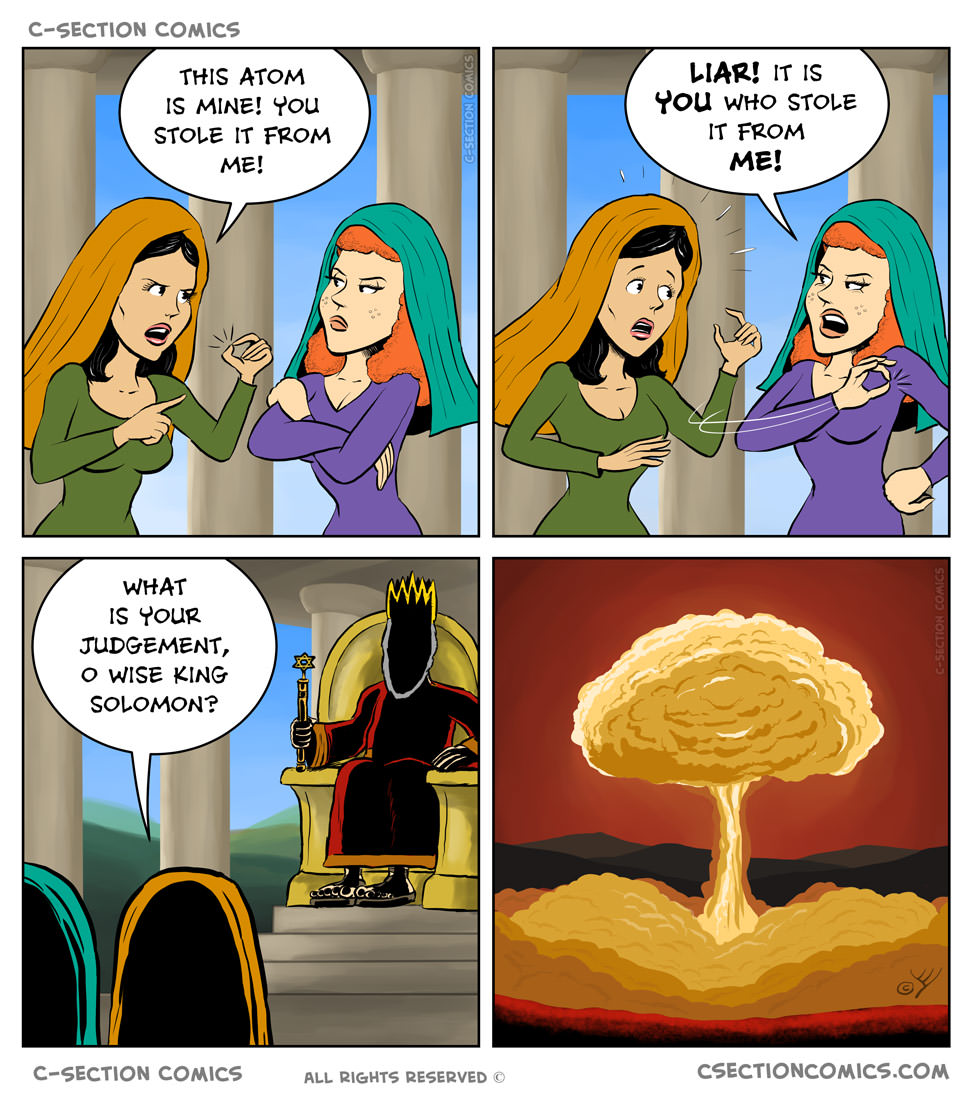 C-SECTION COMICS
THIS ATOM
IS MINE! YOU
STOLE IT FROM
ME!
C-SECTION COMICS
LIAR! IT IS
YOU WHO STOLE
IT FROM
ME!
WHAT
IS YOUR
JUDGEMENT,
O WISE KING
SOLOMON?
C-SECTION COMICS
©
C-SECTION COMICS
ALL RIGHTS RESERVED ©
CSECTIONCOMICS.COM